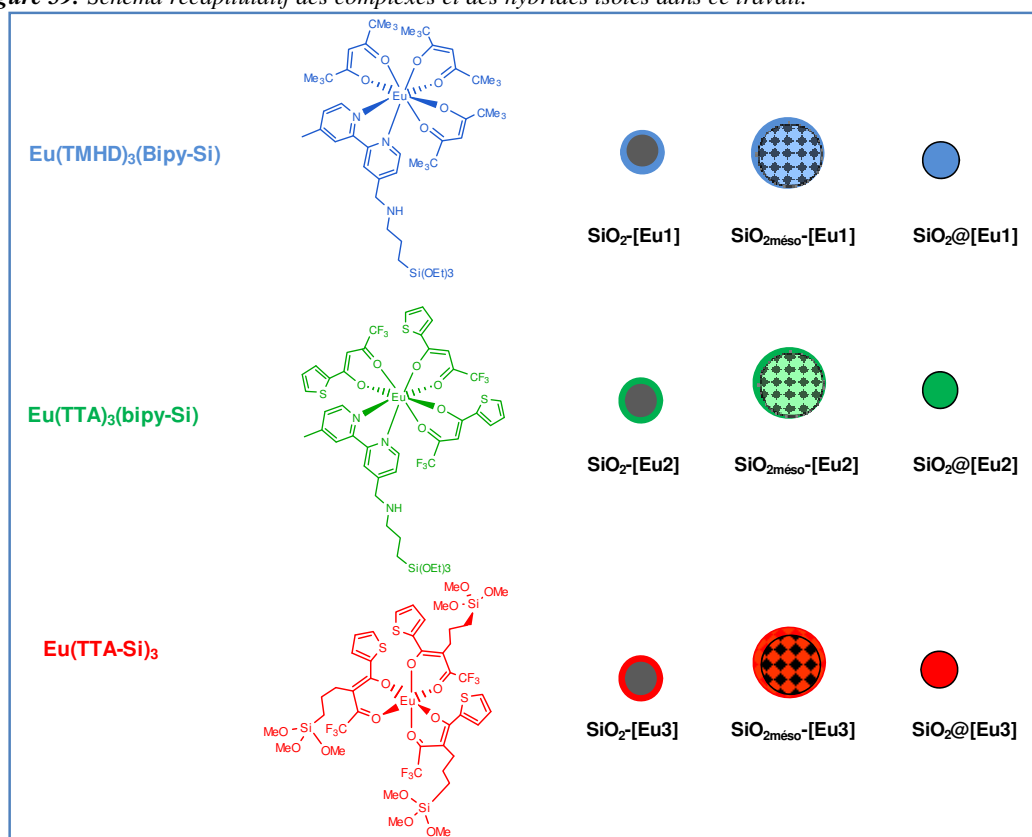 gure 39. Schéma récapitulatif des complexes et des hybrides isolés dans ce travail.
CMe3
Me3C
CMe3
O
O
O
O
Me3C
Eu
CMe3
O
CMe3
N
N
O
Me3C
NH
Si(OEt)3
Eu(TMHD)3(Bipy-Si)
SiO2-[Eu1]
SiO2méso-[Eu1]
SiO2@[Eu1]
CF3
S
S
O
O
O
O
CF3
Eu
O
S
N
N
O
F3C
NH
Si(OEt)3
Eu(TTA)3(bipy-Si)
SiO2-[Eu2]
SiO2méso-[Eu2]
SiO2@[Eu2]
MeO
OMe
Si
MeO
S
S
O
O
O
CF3
Eu
O
O
O
S
F3C
Si
MeO
MeO
OMe
F3C
MeO
Si
MeO
OMe
Eu(TTA-Si)3
SiO2-[Eu3]
SiO2méso-[Eu3]
SiO2@[Eu3]